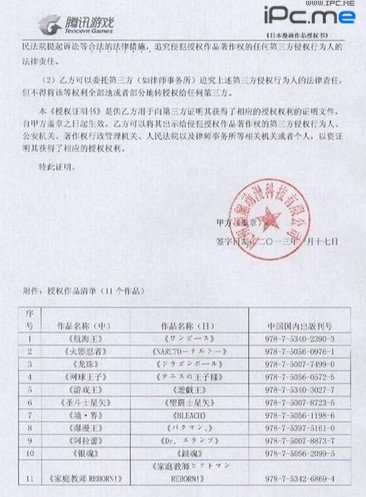 www.IPC.me
iPc.me
腾讯游戏
Tencent Games
《日本漫画作品授权书》
民法院提起诉讼等合法的法律措施，追究侵犯授权作品著作权的任何第三方侵权行为人的
法律责任。
（2）乙方可以委托第三方（如律师事务所）追究上述第三方侵权行为人的法律责任，
但不得将该等权利全部地或者部分地转授权给任何第三方。
本《授权证明书》是供乙方用于向第三方证明其获得了相应的授权权利的证明文件，
自甲方盖章之日起生效。乙方可以将其出示给侵犯授权作品著作权的第三方侵权行为人、
公安机关、著作权行政管理机关、人民法院以及律师事务所等相关机关或者个人，以资证
明其获得了相应的授权权利。
特此证明。
甲方（盖章）：
签字日期：二〇一三年 月十七日
附件：授权作品清单（11 个作品）
序号 作品名称（中） 作品名称（日） 中国国内出版刊号
1 《航海王》 《ワンピース》 978-7-5340-2390-3
2 《火影忍者》 《NARUTO－ナルト－》 978-7-5056-0976-1
3 《龙珠》 《ドラゴンボール》 978-7-5007-7499-0
4 《网球王子》 《テニスの王子様》 978-7-5056-0572-5
5 《游戏王》 《遊戯王》 978-7-5056-3027-7
6 《圣斗士星矢》 《聖闘士星矢》 978-7-5007-8723-5
7 《境·界》 《BLEACH》 978-7-5056-1198-6
8 《爆漫王》 《バクマン。》 978-7-5397-5161-0
9 《阿拉蕾》 《Dr. スランプ》 978-7-5007-8873-7
10 《银魂》 《銀魂》 978-7-5056-2099-5
11 《家庭教師 REBORN!》 《家庭教師ヒットマン REBORN!》 978-7-5342-6869-4